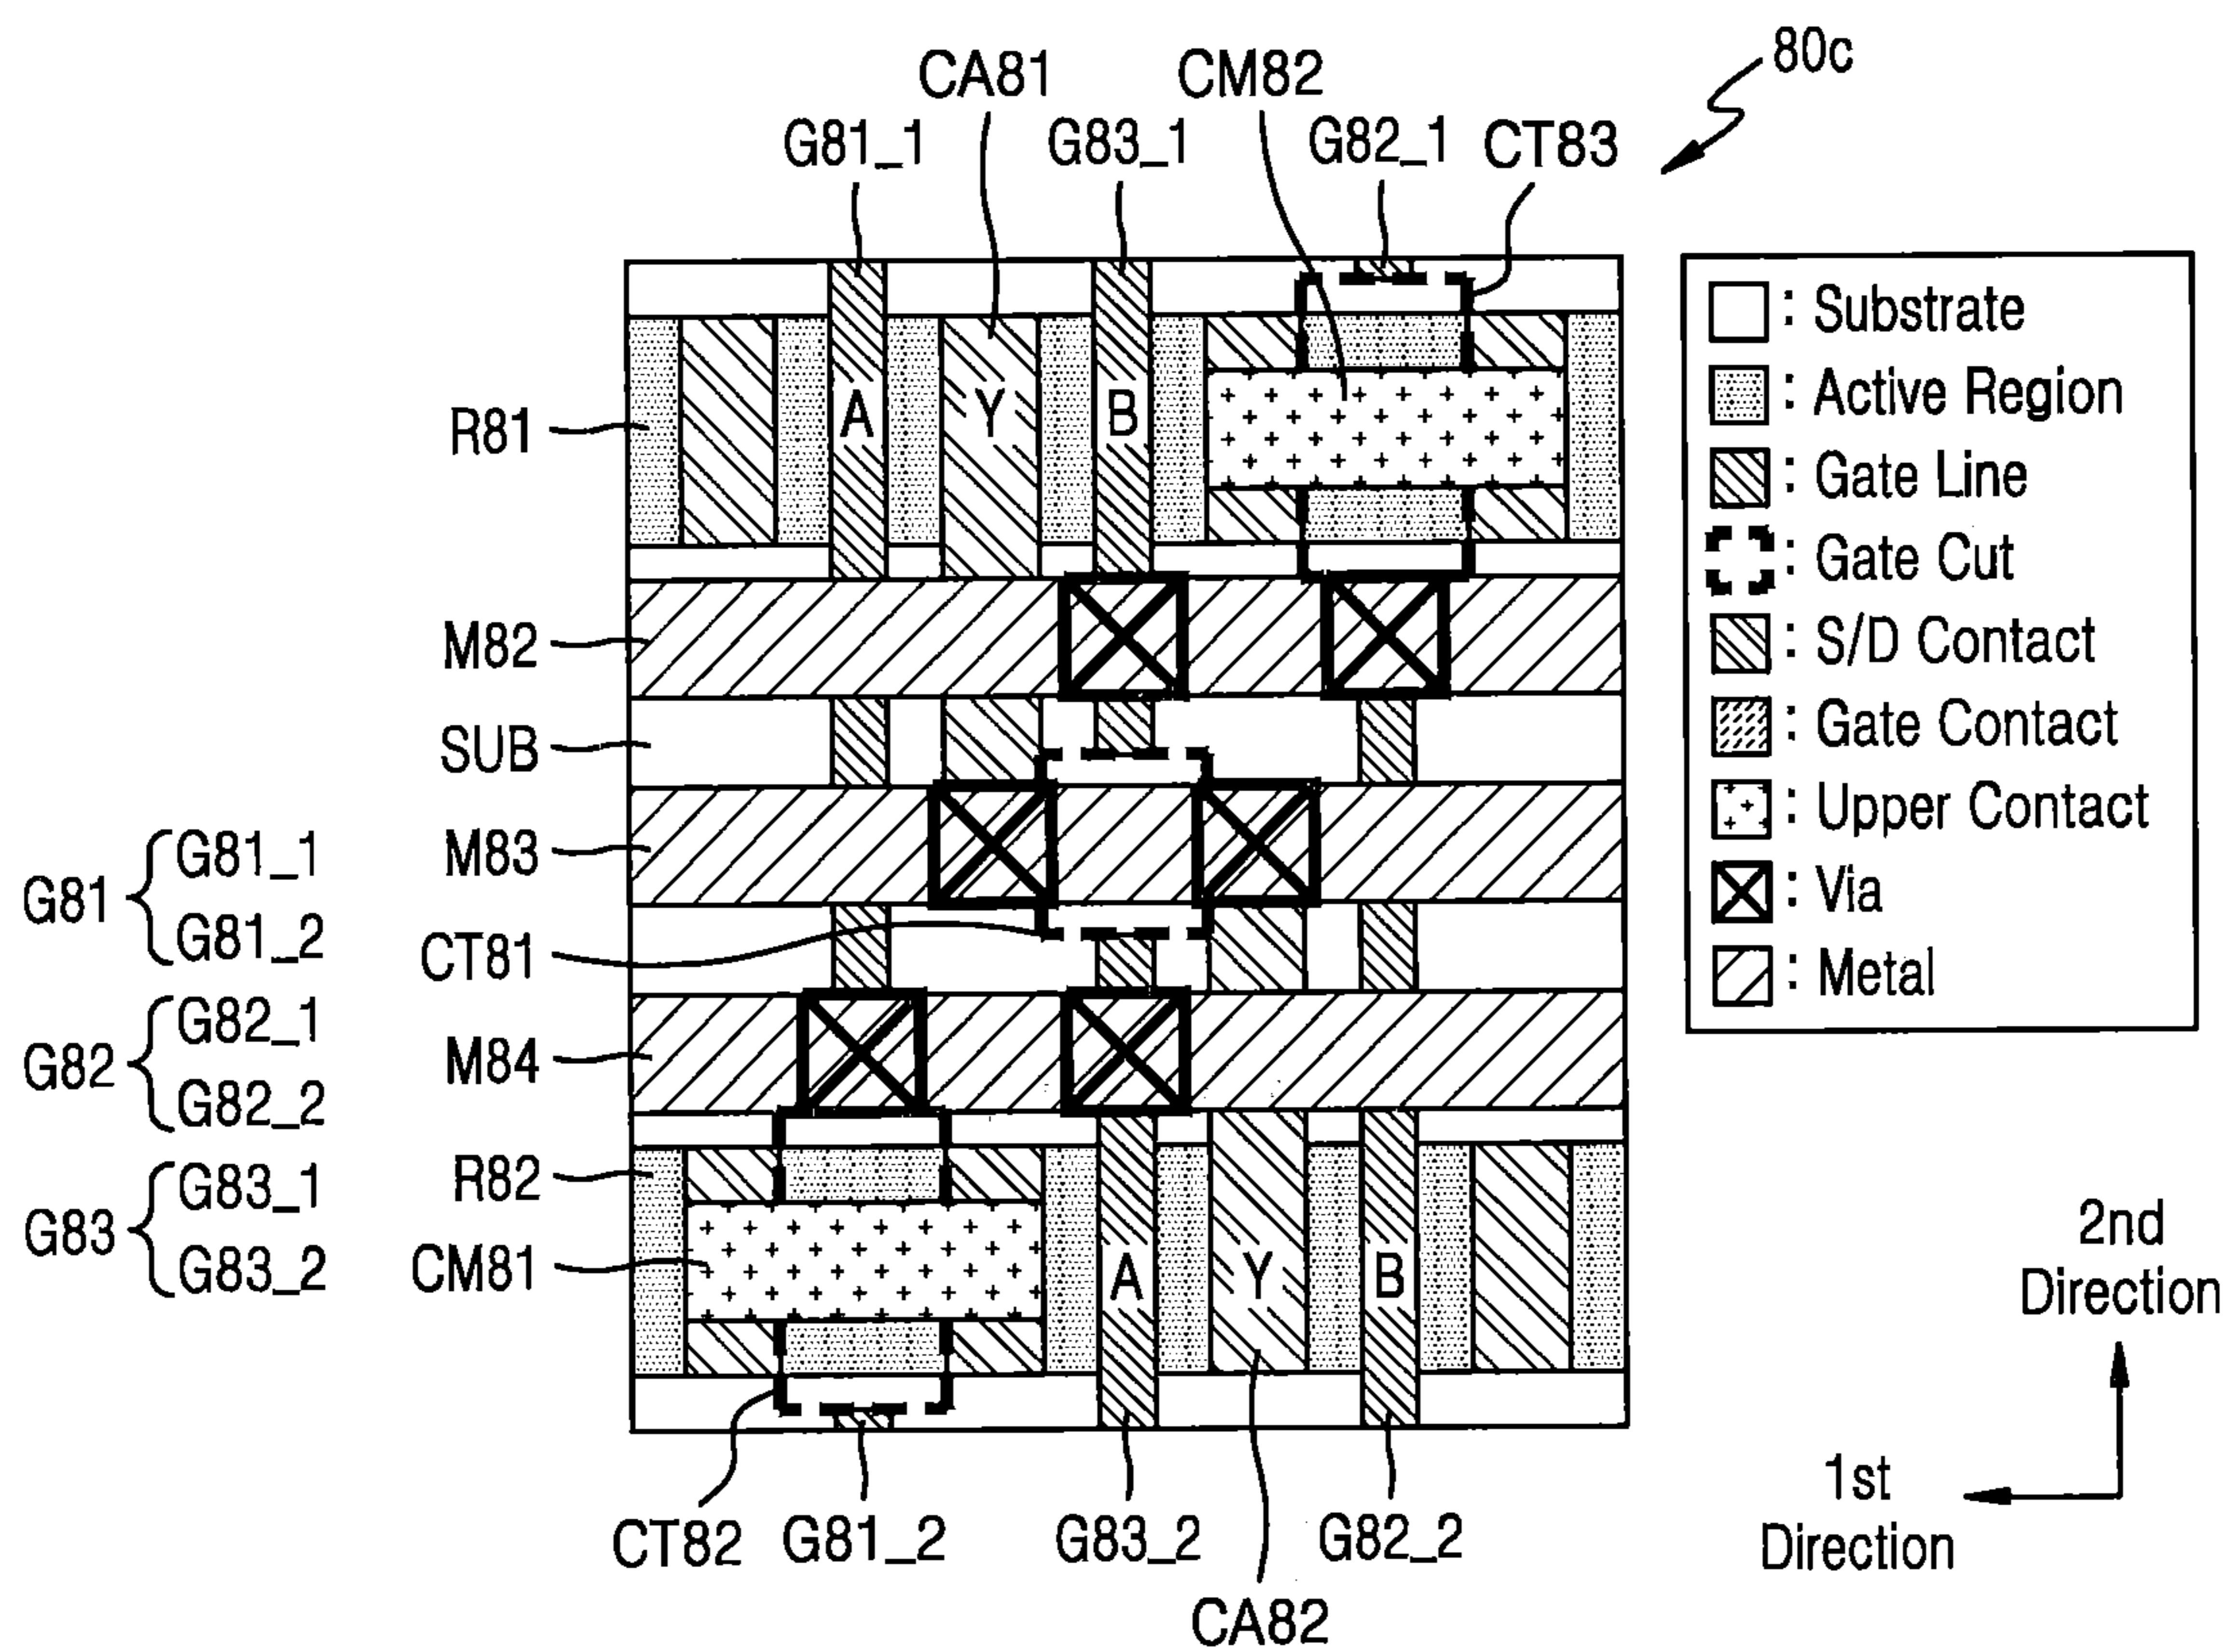 80c
CA81
CM82
G81_1
G83_1
G82_1
CT83
R81
A
Y
B
M82
SUB
M83
CT81
M84
R82
CM81
A
Y
B
G81
G81_1
G81_2
G82
G82_1
G82_2
G83
G83_1
G83_2
: Substrate
: Active Region
: Gate Line
: Gate Cut
: S/D Contact
: Gate Contact
: Upper Contact
: Via
: Metal
2nd
Direction
1st
Direction
CT82
G81_2
G83_2
G82_2
CA82